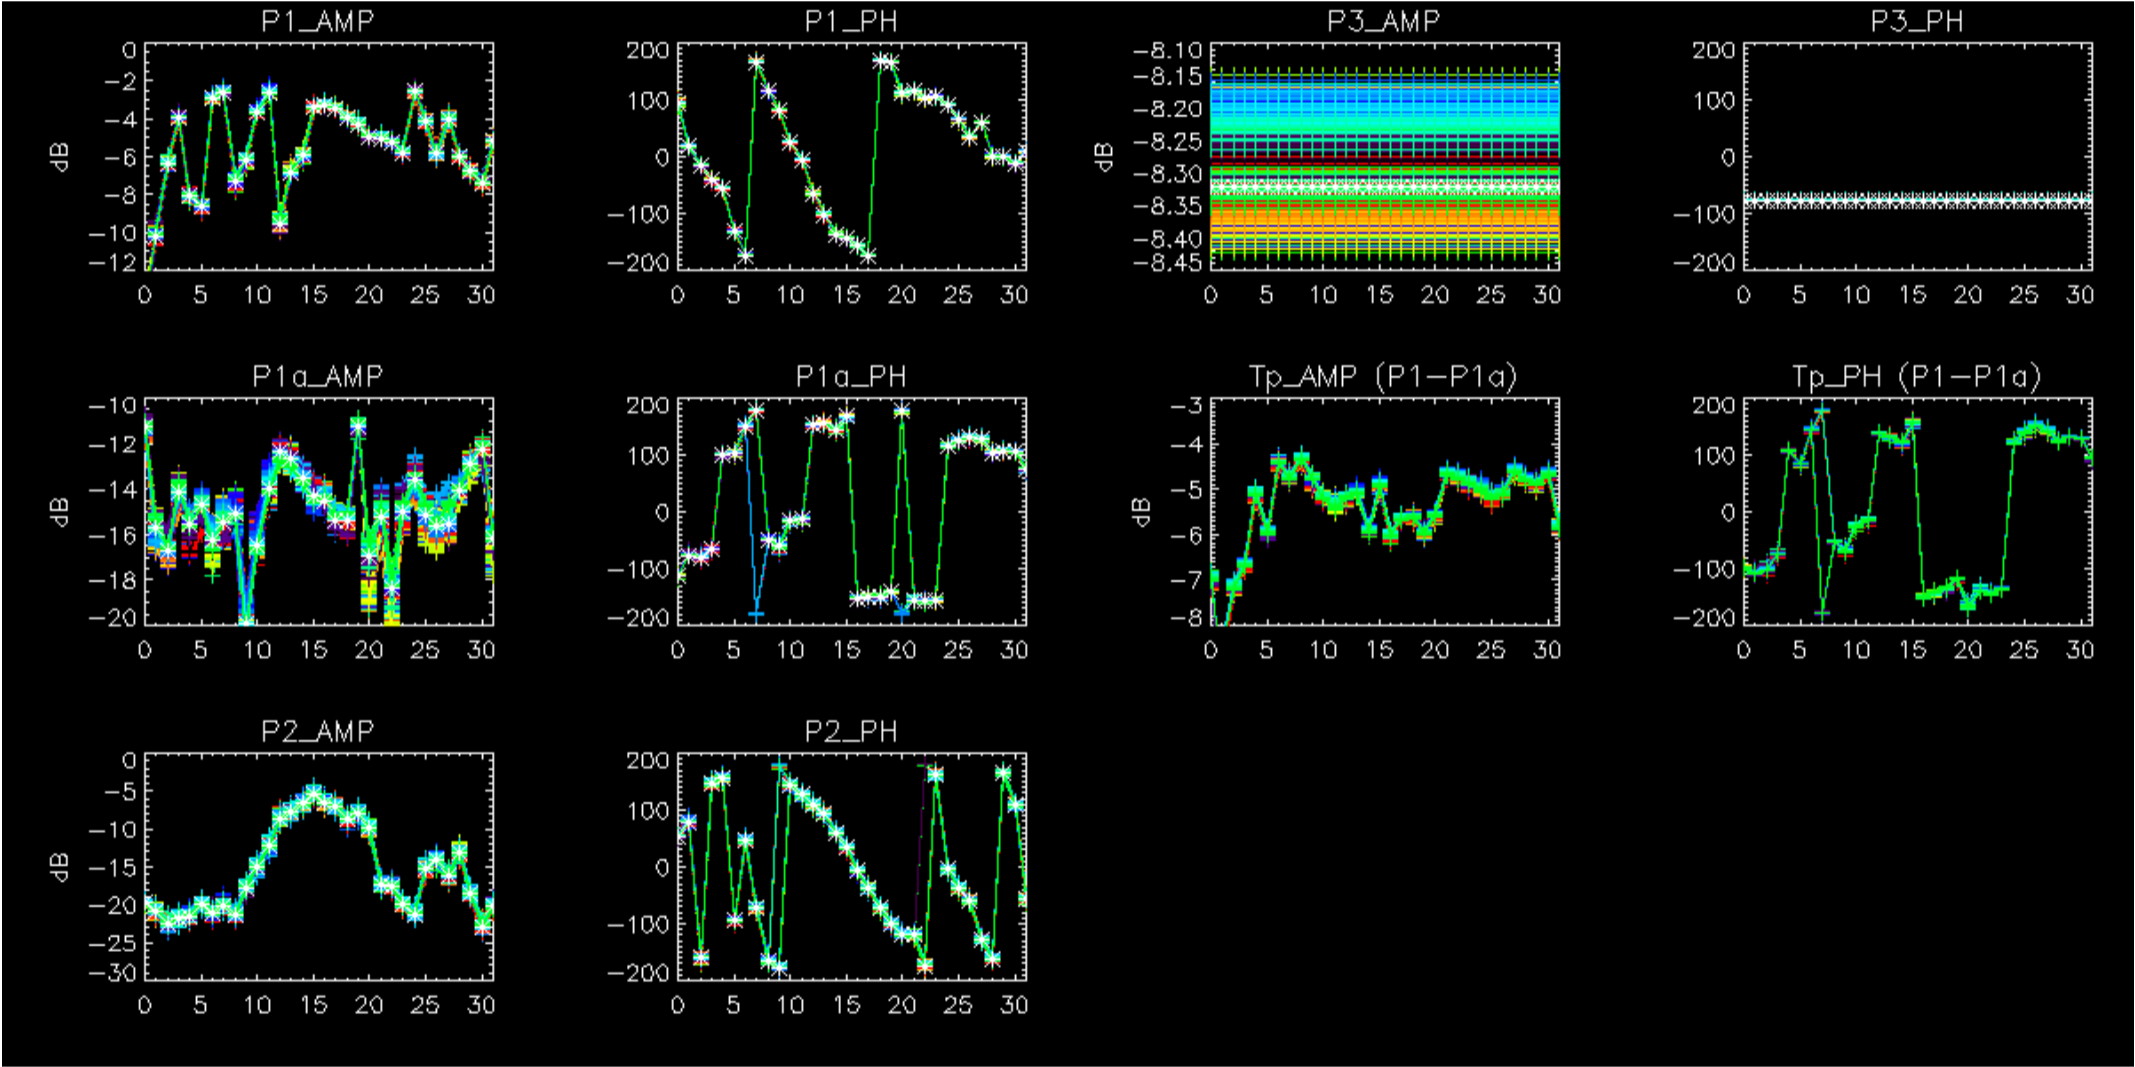 P1_AMP P1_PH P3_AMP P3_PH
0 200 -8.10 200
-2 100 -8.15 100
-4 0 -8.20 0
-6 -100 -8.25 -100
-8 -200 -8.30 -200
-10 -8.35
-12 -8.40
-8.45
dB dB
0 5 10 15 20 25 30 0 5 10 15 20 25 30 0 5 10 15 20 25 30 0 5 10 15 20 25 30
P1a_AMP P1a_PH Tp_AMP (P1-P1a) Tp_PH (P1-P1a)
-10 200 -3 200
-12 100 -4 100
-14 0 -5 0
-16 -100 -6 -100
-18 -200 -7 -200
-20 -8
dB dB
0 5 10 15 20 25 30 0 5 10 15 20 25 30 0 5 10 15 20 25 30 0 5 10 15 20 25 30
P2_AMP P2_PH
0 200
-5 100
-10 0
-15 -100
-20 -200
-25
-30
dB
0 5 10 15 20 25 30 0 5 10 15 20 25 30